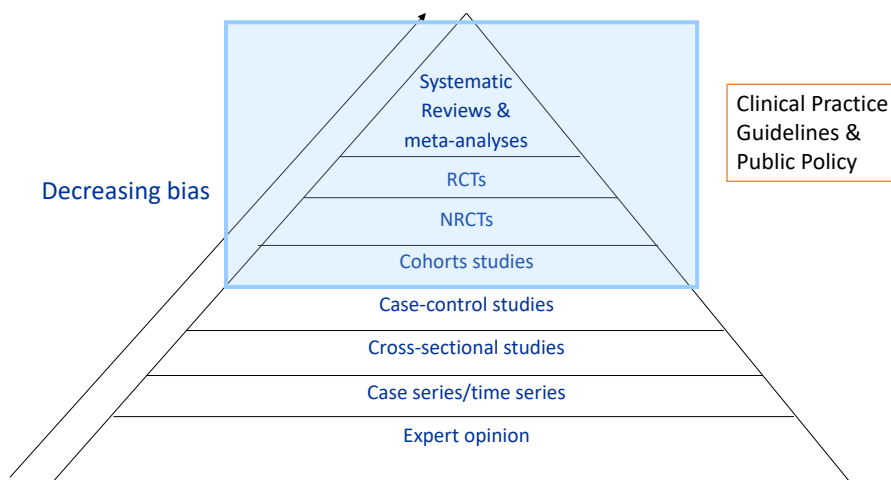 Systematic
Reviews &
meta-analyses
Clinical Practice
Guidelines &
Public Policy
Decreasing bias
RCTs
NRCTs
Cohorts studies
Case-control studies
Cross-sectional studies
Case series/time series
Expert opinion